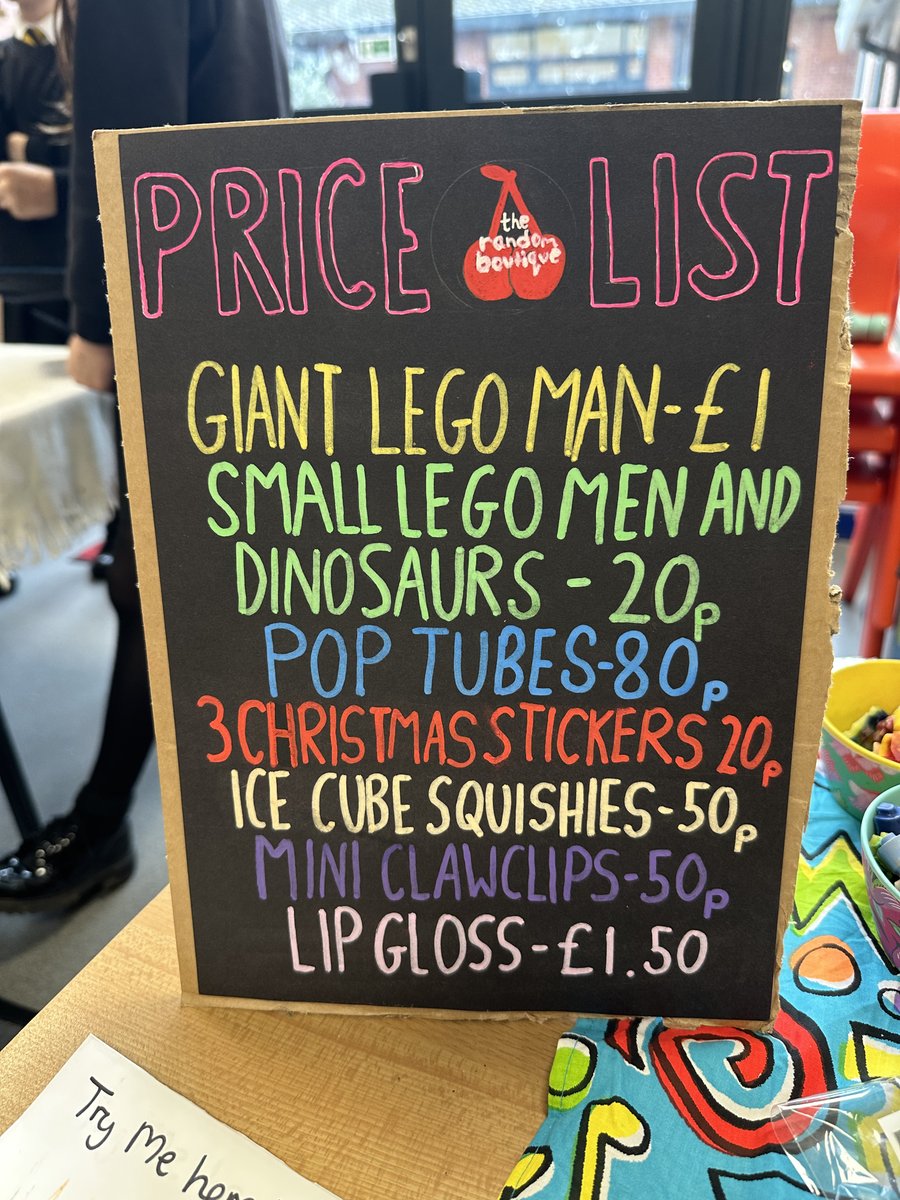 PRICE LIST
the
random
boutique
GIANT LEGO MAN-£1
SMALL LEGO MEN AND
DINOSAURS - 20p
POP TUBES-80p
3 CHRISTMAS STICKERS 20p
ICE CUBE SQUISHIES-50p
MINI CLAWCLIPS-50p
LIP GLOSS-£1.50
Try Me